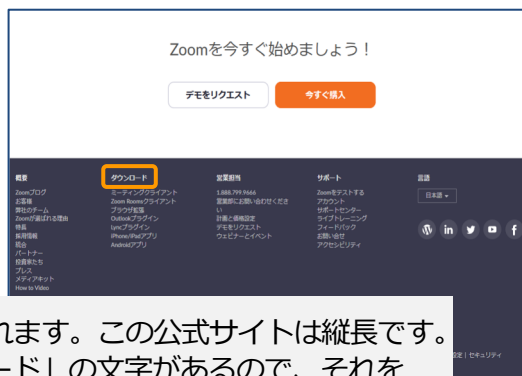 Zoomを今すぐ始めましょう！
デモをリクエスト 今すぐ購入
概要
Zoomブログ
お客様
弊社のチーム
Zoomが選ばれる理由
特長
採用情報
統合
パートナー
投資家たち
プレス
メディアキット
How to Video
ダウンロード
ミーティングクライアント
Zoom Roomsクライアント
ブラウザ拡張
Outlookプラグイン
Lyncプラグイン
iPhone/iPadアプリ
Androidアプリ
営業担当
1.888.799.9666
営業部にお問い合わせくださ
い
計画と価格設定
デモをリクエスト
ウェビナーとイベント
サポート
Zoomをテストする
アカウント
サポートセンター
ライブトレーニング
フィードバック
お問い合せ
アクセシビリティ
言語
日本語
れます。この公式サイトは縦長です。
ード」の文字があるので、それを
設定 | セキュリティ